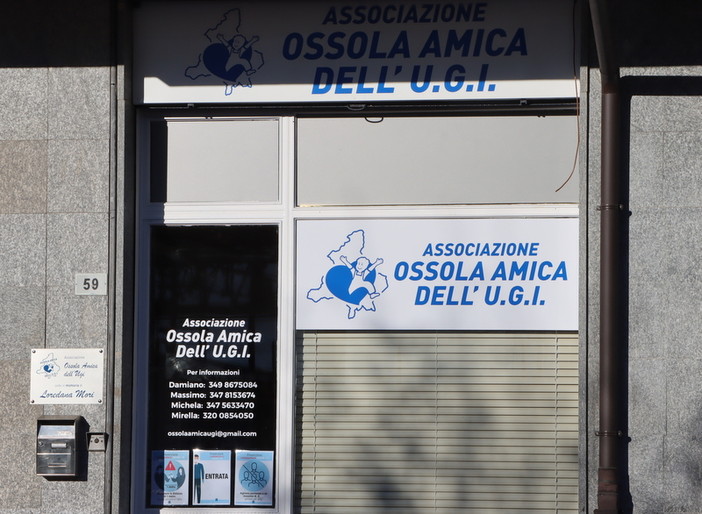 ASSOCIAZIONE
OSSOLA AMICA
DELL' U.G.I.
ASSOCIAZIONE
OSSOLA AMICA
DELL' U.G.I.
59
Associazione
Ossola Amica
Dell' U.G.I.
Per informazioni
Damiano: 349 8675084
Massimo: 347 8153674
Michela: 347 5633470
Mirella: 320 0854050
ossolaamicaugi@gmail.com
ENTRATA
Ossola Amica
dell'Ugi
Loredana Mori